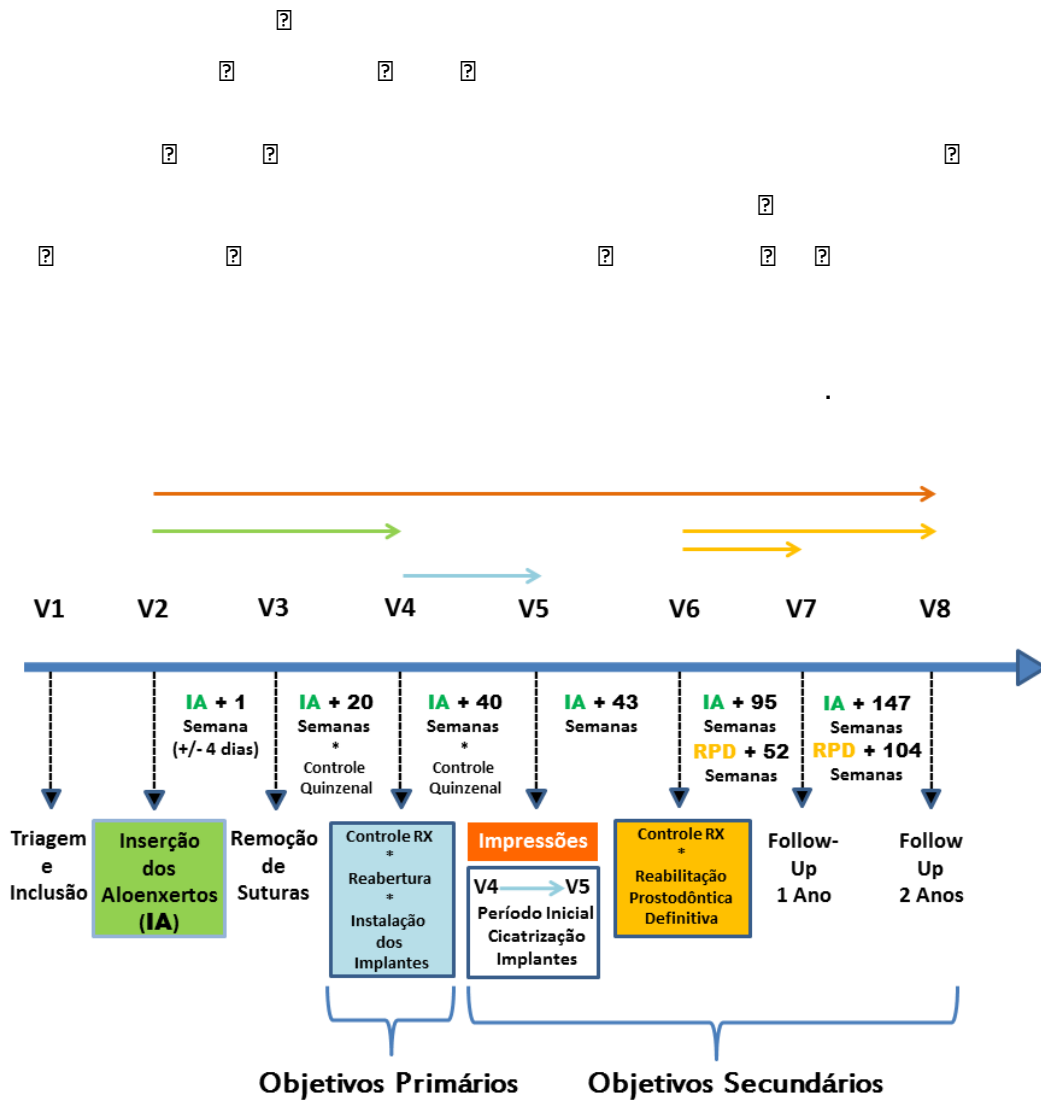 .
V1 V2 V3 V4 V5 V6 V7 V8
IA + 1
Semana
(+/- 4 dias)
IA + 20
Semanas
*
Controle
Quinzenal
IA + 40
Semanas
*
Controle
Quinzenal
IA + 43
Semanas
IA + 95
Semanas
RPD + 52
Semanas
IA + 147
Semanas
RPD + 104
Semanas
Triagem
e
Inclusão
Inserção
dos
Aloenxertos
(IA)
Remoção
de
Suturas
Controle RX
*
Reabertura
*
Instalação
dos
Implantes
Impressões
V4 V5
Período Inicial
Cicatrização
Implantes
Controle RX
*
Reabilitação
Prostodôntica
Definitiva
Follow-
Up
1 Ano
Follow
Up
2 Anos
Objetivos Primários
Objetivos Secundários